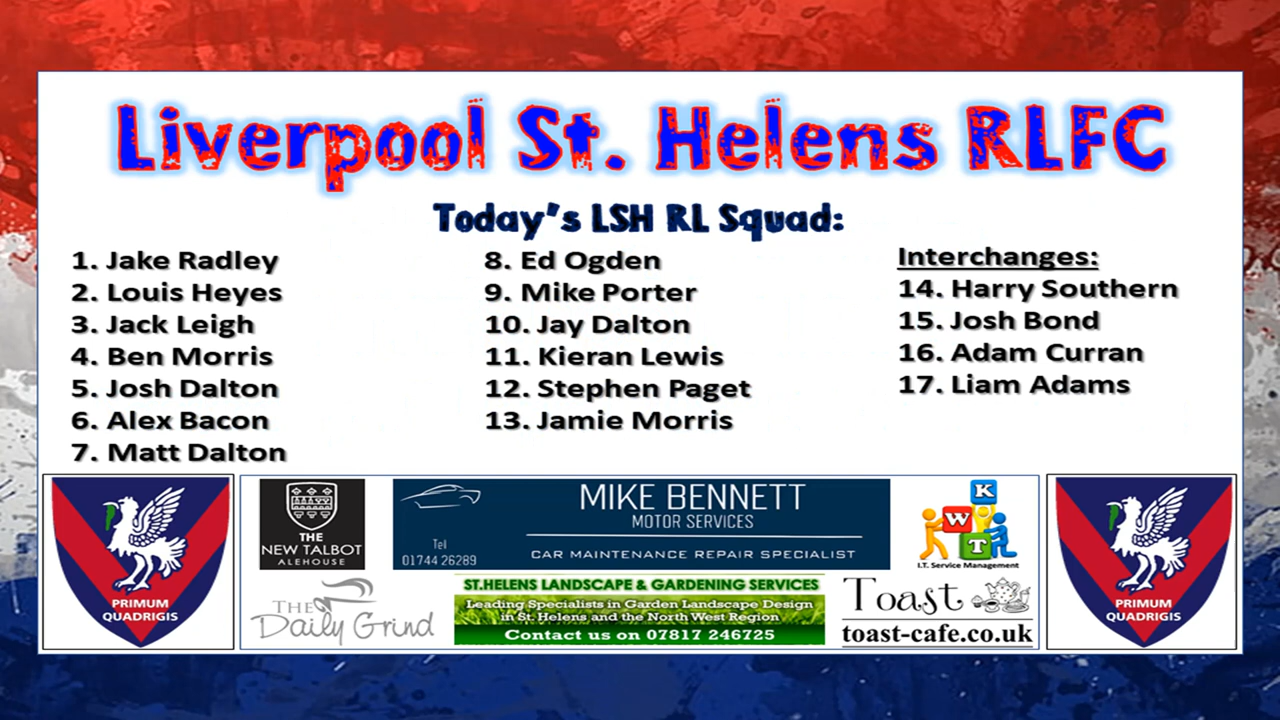 Liverpool St. Helens RLFC
Today's LSH RL Squad:
1. Jake Radley
2. Louis Heyes
3. Jack Leigh
4. Ben Morris
5. Josh Dalton
6. Alex Bacon
7. Matt Dalton
8. Ed Ogden
9. Mike Porter
10. Jay Dalton
11. Kieran Lewis
12. Stephen Paget
13. Jamie Morris
Interchanges:
14. Harry Southern
15. Josh Bond
16. Adam Curran
17. Liam Adams
PRIMUM
QUADRIGIS
THE
NEW TALBOT
ALEHOUSE
MIKE BENNETT
MOTOR SERVICES
Tel
01744 26289
CAR MAINTENANCE REPAIR SPECIALIST
K
W
T
I.T. Service Management
THE
Daily Grind
ST.HELENS LANDSCAPE & GARDENING SERVICES
Leading Specialists in Garden Landscape Design
in St. Helens and the North West Region
Contact us on 07817 246725
Toast
toast-cafe.co.uk
PRIMUM
QUADRIGIS